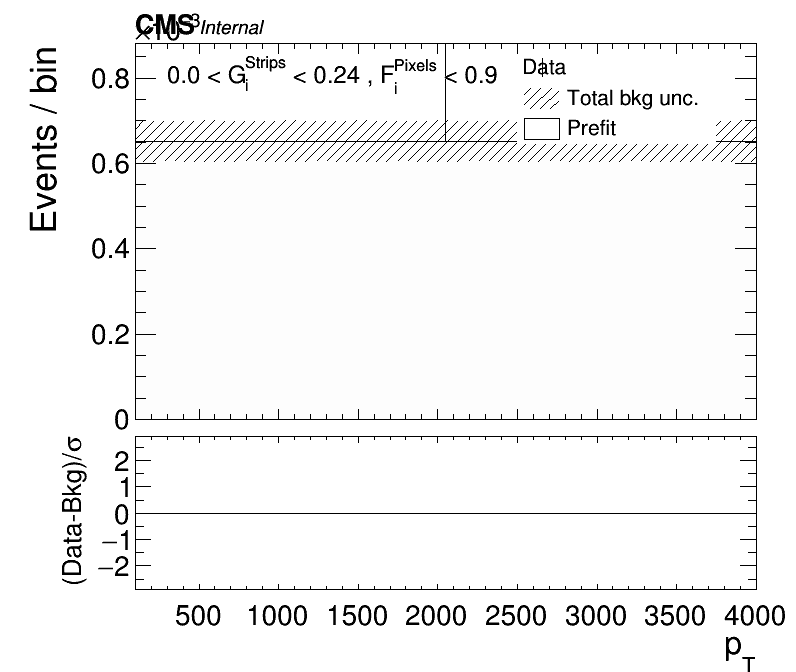 CMS Internal
×10⁻³
Events / bin
0.0 < G_i^Strips < 0.24 , F_i^Pixels < 0.9
Data
Total bkg unc.
Prefit
0.8
0.6
0.4
0.2
0
(Data-Bkg)/σ
2
1
0
−1
−2
500 1000 1500 2000 2500 3000 3500 4000
p_T